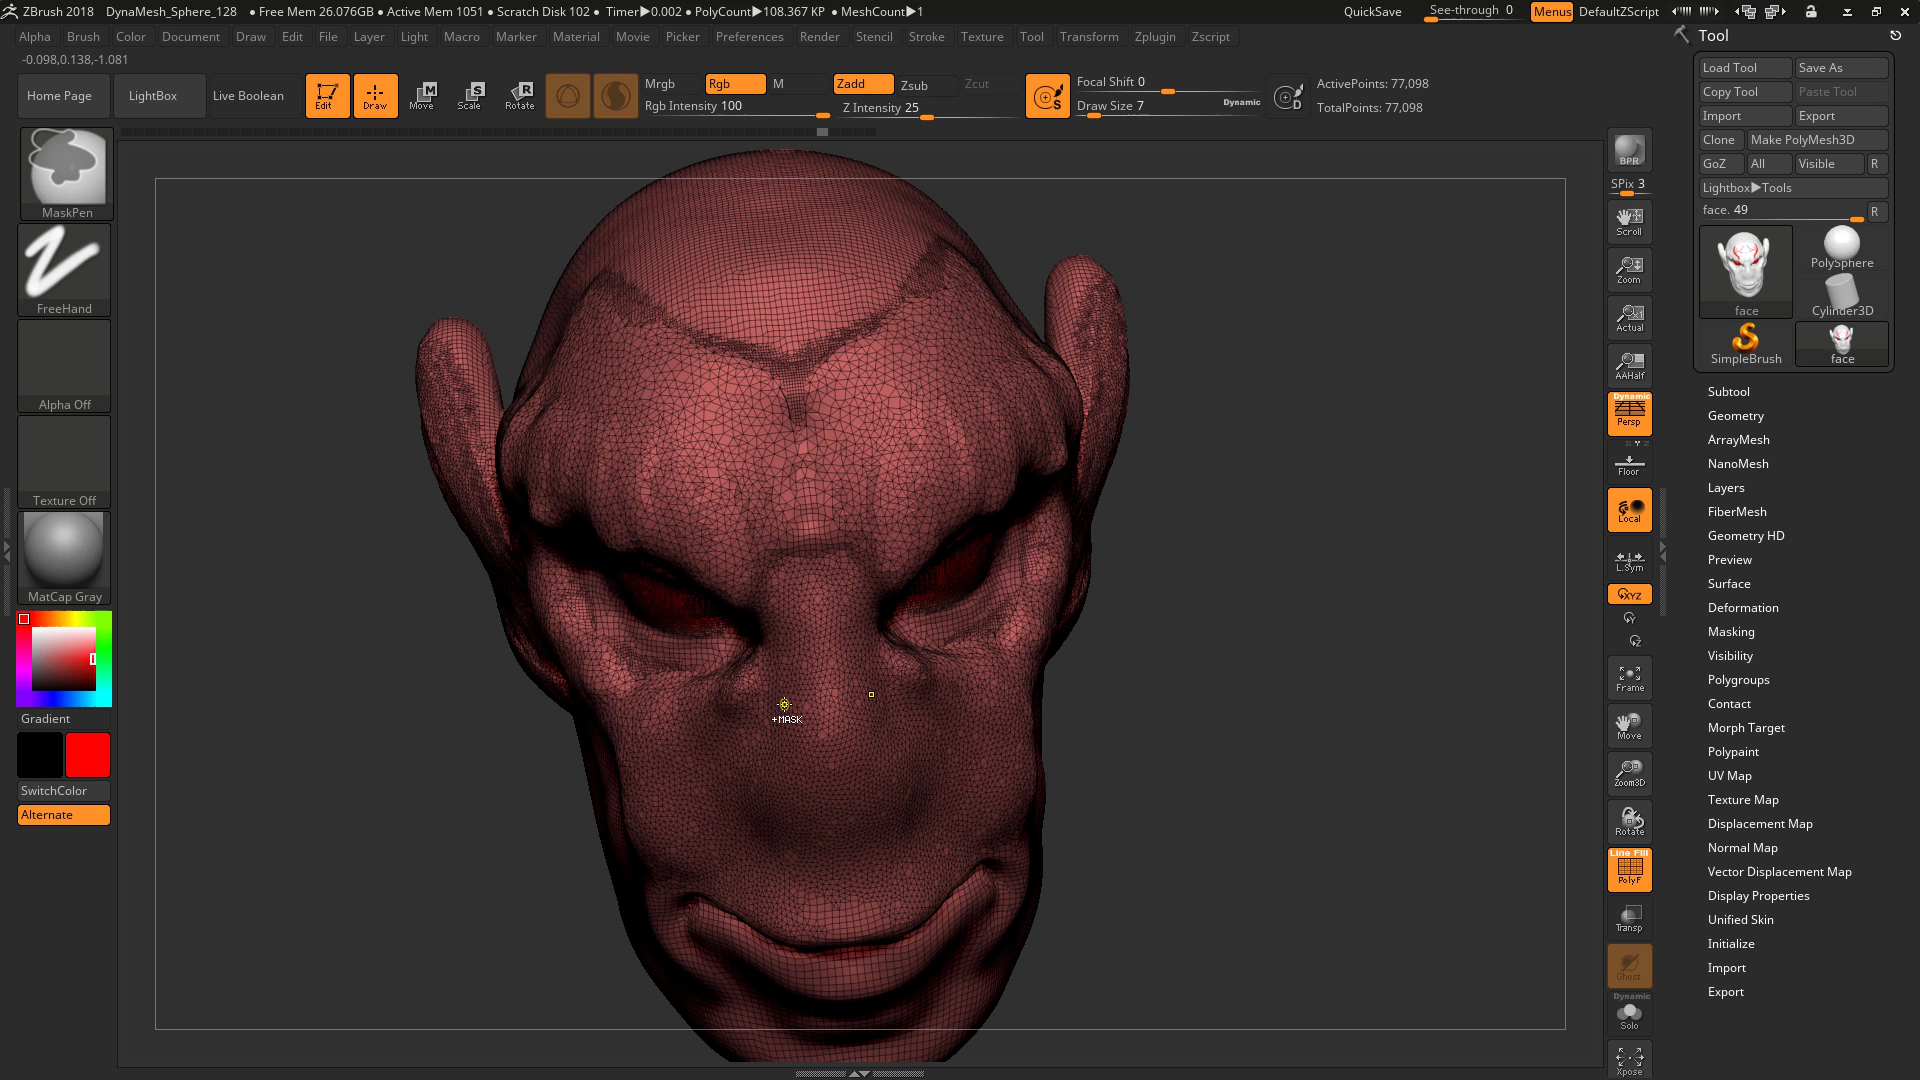 ZBrush 2018 DynaMesh_Sphere_128 • Free Mem 26.076GB • Active Mem 1051 • Scratch Disk 102 • Timer▶0.002 • PolyCount▶108.367 KP • MeshCount▶1 QuickSave See-through 0 Menus DefaultZScript
Alpha Brush Color Document Draw Edit File Layer Light Macro Marker Material Movie Picker Preferences Render Stencil Stroke Texture Tool Transform Zplugin Zscript
-0.098,0.138,-1.081
Home Page LightBox Live Boolean Edit Draw Move Scale Rotate
M S R
Mrgb Rgb M Zadd Zsub Zcut
Rgb Intensity 100 Z Intensity 25
S Focal Shift 0
Draw Size 7 Dynamic D
ActivePoints: 77,098
TotalPoints: 77,098
MaskPen
FreeHand
Alpha Off
Texture Off
MatCap Gray
Gradient
SwitchColor
Alternate
+MASK
BPR
SPix 3
Scroll
Zoom
Actual
AAHalf
Dynamic
Persp
Floor
Local
L.Sym
XYZ
Y
Z
Frame
Move
Zoom3D
Rotate
Line Fill
PolyF
Transp
Ghost
Dynamic
Solo
Xpose
Tool
Load Tool Save As
Copy Tool Paste Tool
Import Export
Clone Make PolyMesh3D
GoZ All Visible R
Lightbox▶Tools
face. 49 R
face PolySphere
Cylinder3D
SimpleBrush face
Subtool
Geometry
ArrayMesh
NanoMesh
Layers
FiberMesh
Geometry HD
Preview
Surface
Deformation
Masking
Visibility
Polygroups
Contact
Morph Target
Polypaint
UV Map
Texture Map
Displacement Map
Normal Map
Vector Displacement Map
Display Properties
Unified Skin
Initialize
Import
Export